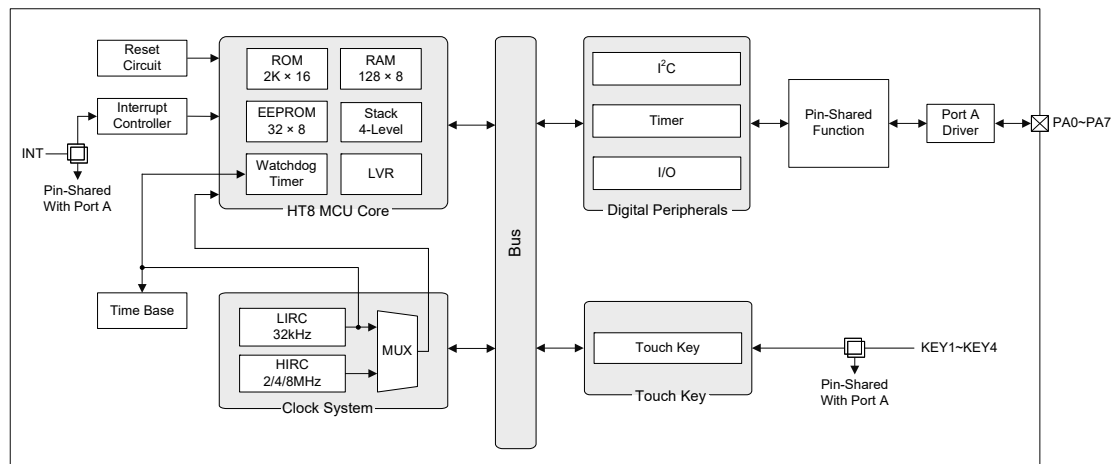 Reset
Circuit
Interrupt
Controller
INT
Pin-Shared
With Port A
ROM
2K × 16
RAM
128 × 8
EEPROM
32 × 8
Stack
4-Level
Watchdog
Timer
LVR
HT8 MCU Core
Time Base
LIRC
32kHz
HIRC
2/4/8MHz
MUX
Clock System
Bus
I²C
Timer
I/O
Digital Peripherals
Pin-Shared
Function
Port A
Driver
PA0~PA7
Touch Key
Touch Key
KEY1~KEY4
Pin-Shared
With Port A